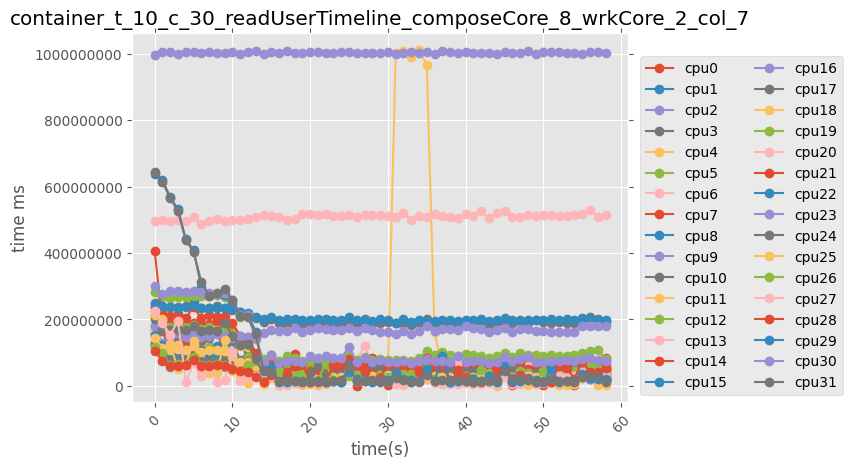 container_t_10_c_30_readUserTimeline_composeCore_8_wrkCore_2_col_7
1000000000
800000000
600000000
400000000
200000000
0
time ms
0
10
20
30
40
50
60
time(s)
cpu0
cpu1
cpu2
cpu3
cpu4
cpu5
cpu6
cpu7
cpu8
cpu9
cpu10
cpu11
cpu12
cpu13
cpu14
cpu15
cpu16
cpu17
cpu18
cpu19
cpu20
cpu21
cpu22
cpu23
cpu24
cpu25
cpu26
cpu27
cpu28
cpu29
cpu30
cpu31